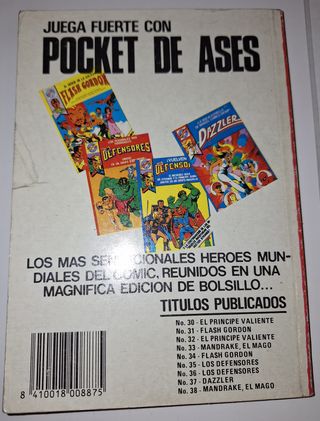 JUEGA FUERTE CON
POCKET DE ASES
FLASH GORDON
DEFENSORES
¡VUELVEN!
DEFENSORES
DAZZLER
LOS MAS SENSACIONALES HEROES MUN-
DIALES DEL COMIC, REUNIDOS EN UNA
MAGNIFICA EDICION DE BOLSILLO...
TITULOS PUBLICADOS
No. 30 - EL PRINCIPE VALIENTE
No. 31 - FLASH GORDON
No. 32 - EL PRINCIPE VALIENTE
No. 33 - MANDRAKE, EL MAGO
No. 34 - FLASH GORDON
No. 35 - LOS DEFENSORES
No. 36 - LOS DEFENSORES
No. 37 - DAZZLER
No. 38 - MANDRAKE, EL MAGO
8 410018 008875